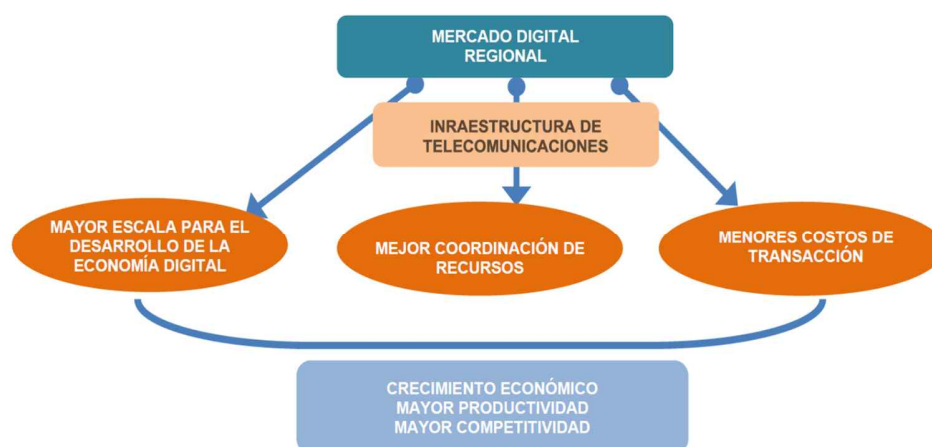 MERCADO DIGITAL
REGIONAL
INRAESTRUCTURA DE
TELECOMUNICACIONES
MAYOR ESCALA PARA EL
DESARROLLO DE LA
ECONOMÍA DIGITAL
MEJOR COORDINACIÓN DE
RECURSOS
MENORES COSTOS DE
TRANSACCIÓN
CRECIMIENTO ECONÓMICO
MAYOR PRODUCTIVIDAD
MAYOR COMPETITIVIDAD